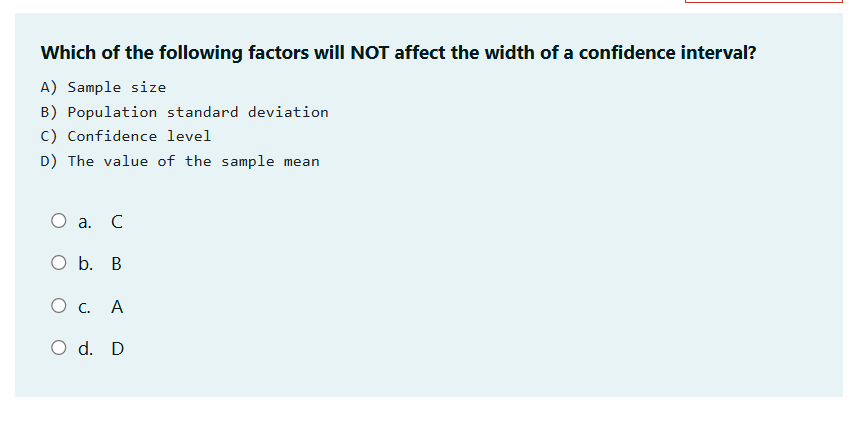 Which of the following factors will NOT affect the width of a confidence interval?
A) Sample size
B) Population standard deviation
C) Confidence level
D) The value of the sample mean
a. C
b. B
c. A
d. D